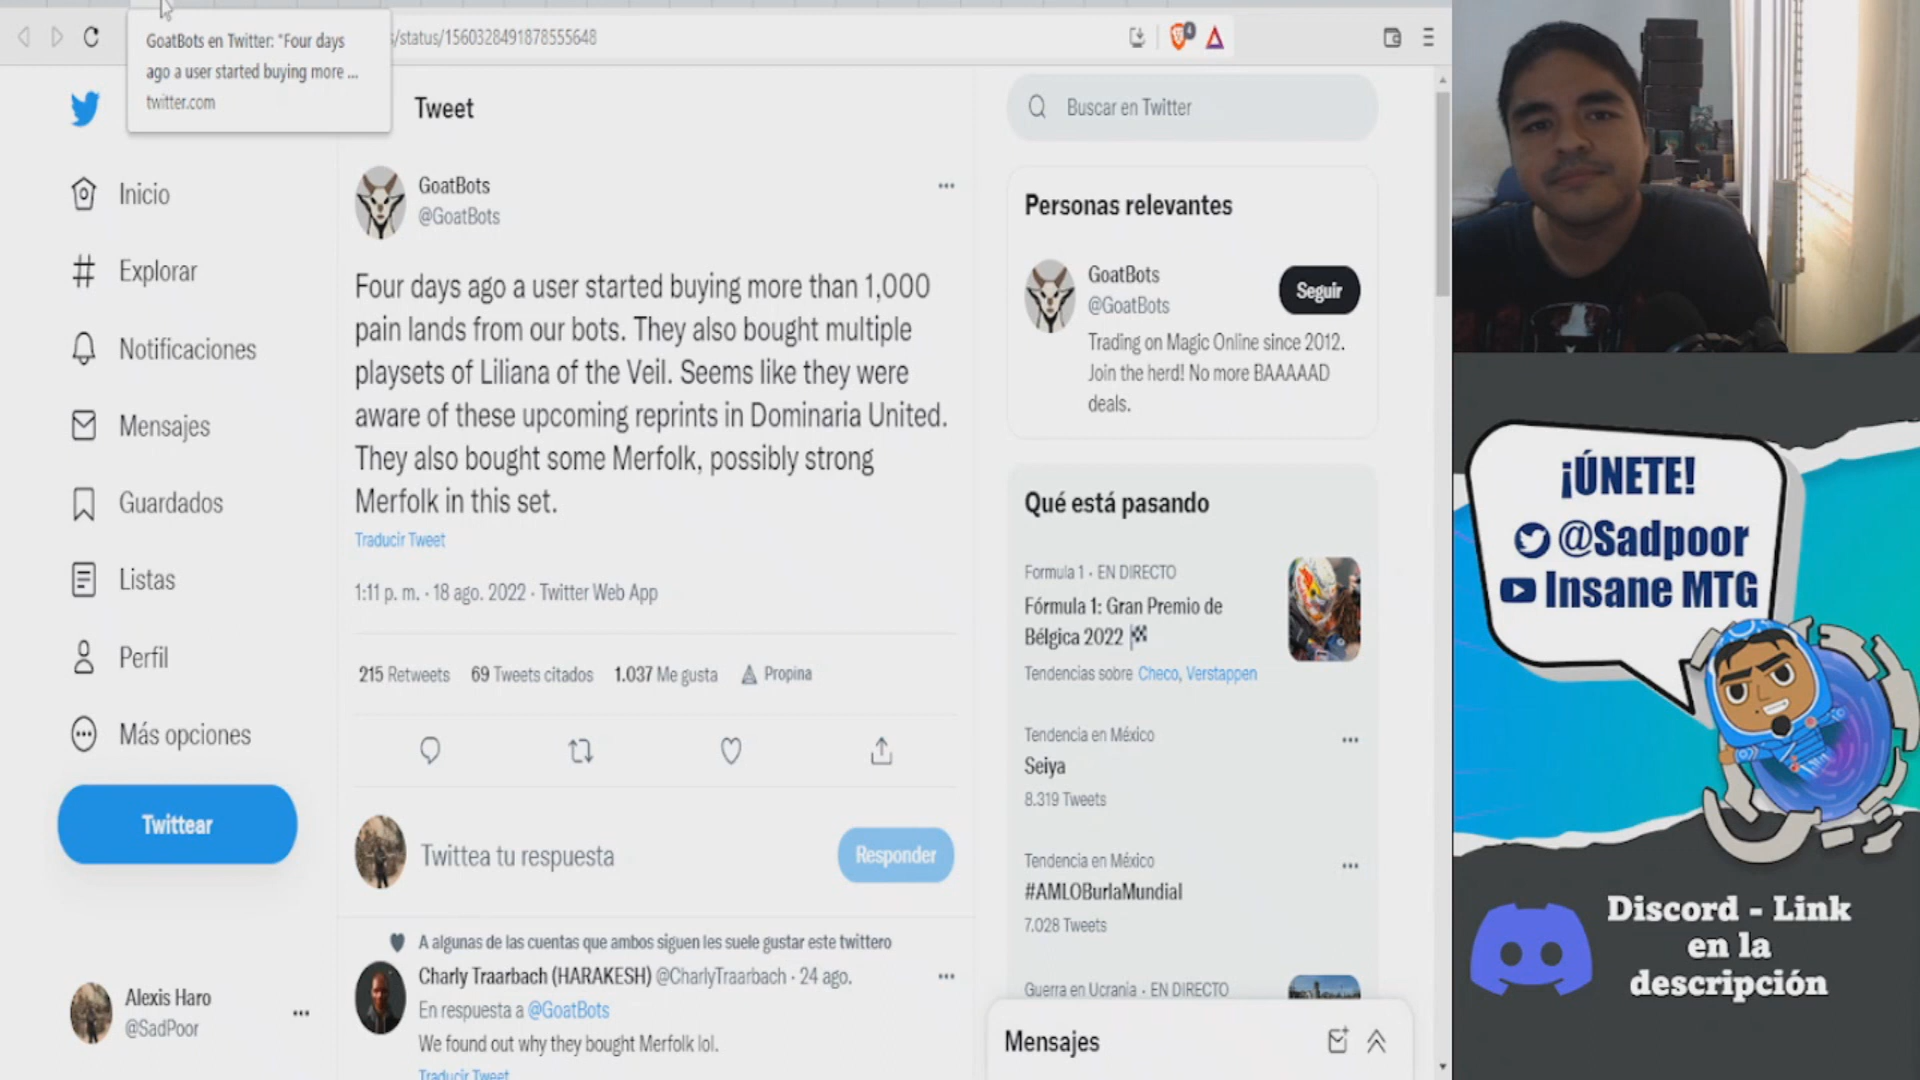 GoatBots en Twitter: "Four days
ago a user started buying more ...
twitter.com
/status/1560328491878555648
4
Tweet
Buscar en Twitter
Inicio
Explorar
Notificaciones
Mensajes
Guardados
Listas
Perfil
Más opciones
Twittear
Alexis Haro
@SadPoor
GoatBots
@GoatBots
Four days ago a user started buying more than 1,000
pain lands from our bots. They also bought multiple
playsets of Liliana of the Veil. Seems like they were
aware of these upcoming reprints in Dominaria United.
They also bought some Merfolk, possibly strong
Merfolk in this set.
Traducir Tweet
1:11 p. m. · 18 ago. 2022 · Twitter Web App
215 Retweets 69 Tweets citados 1.037 Me gusta Propina
Twittea tu respuesta
Responder
A algunas de las cuentas que ambos siguen les suele gustar este twittero
Charly Traarbach (HARAKESH) @CharlyTraarbach · 24 ago.
En respuesta a @GoatBots
We found out why they bought Merfolk lol.
Traducir Tweet
Personas relevantes
GoatBots
@GoatBots
Seguir
Trading on Magic Online since 2012.
Join the herd! No more BAAAAAD
deals.
Qué está pasando
Formula 1 · EN DIRECTO
Fórmula 1: Gran Premio de
Bélgica 2022
Tendencias sobre Checo, Verstappen
Tendencia en México
Seiya
8.319 Tweets
Tendencia en México
#AMLOBurlaMundial
7.028 Tweets
Guerra en Ucrania · EN DIRECTO
Mensajes
¡ÚNETE!
@Sadpoor
Insane MTG
Discord - Link
en la
descripción